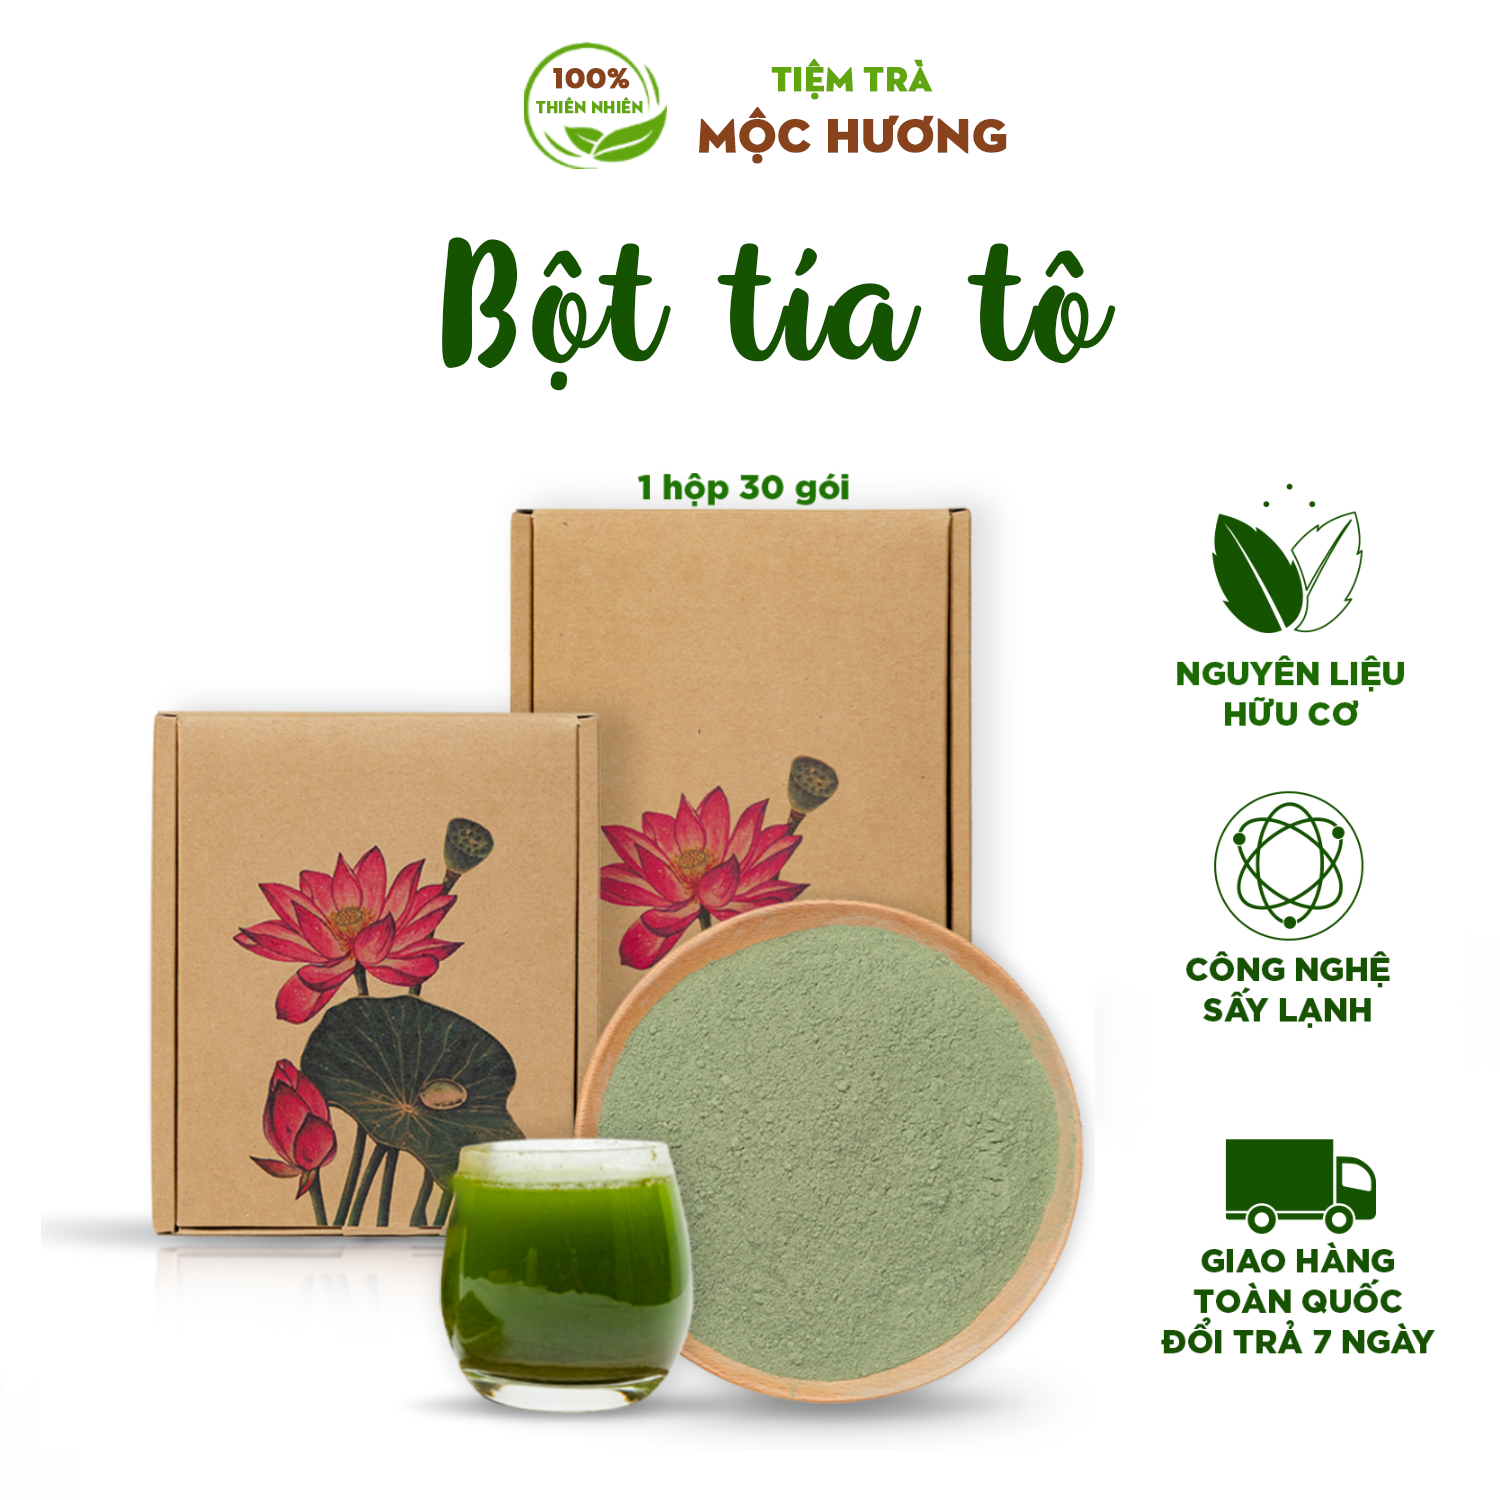 100%
THIÊN NHIÊN
TIỆM TRÀ
MỘC HƯƠNG
Bột tía tô
1 hộp 30 gói
NGUYÊN LIỆU
HỮU CƠ
CÔNG NGHỆ
SẤY LẠNH
GIAO HÀNG
TOÀN QUỐC
ĐỔI TRẢ 7 NGÀY